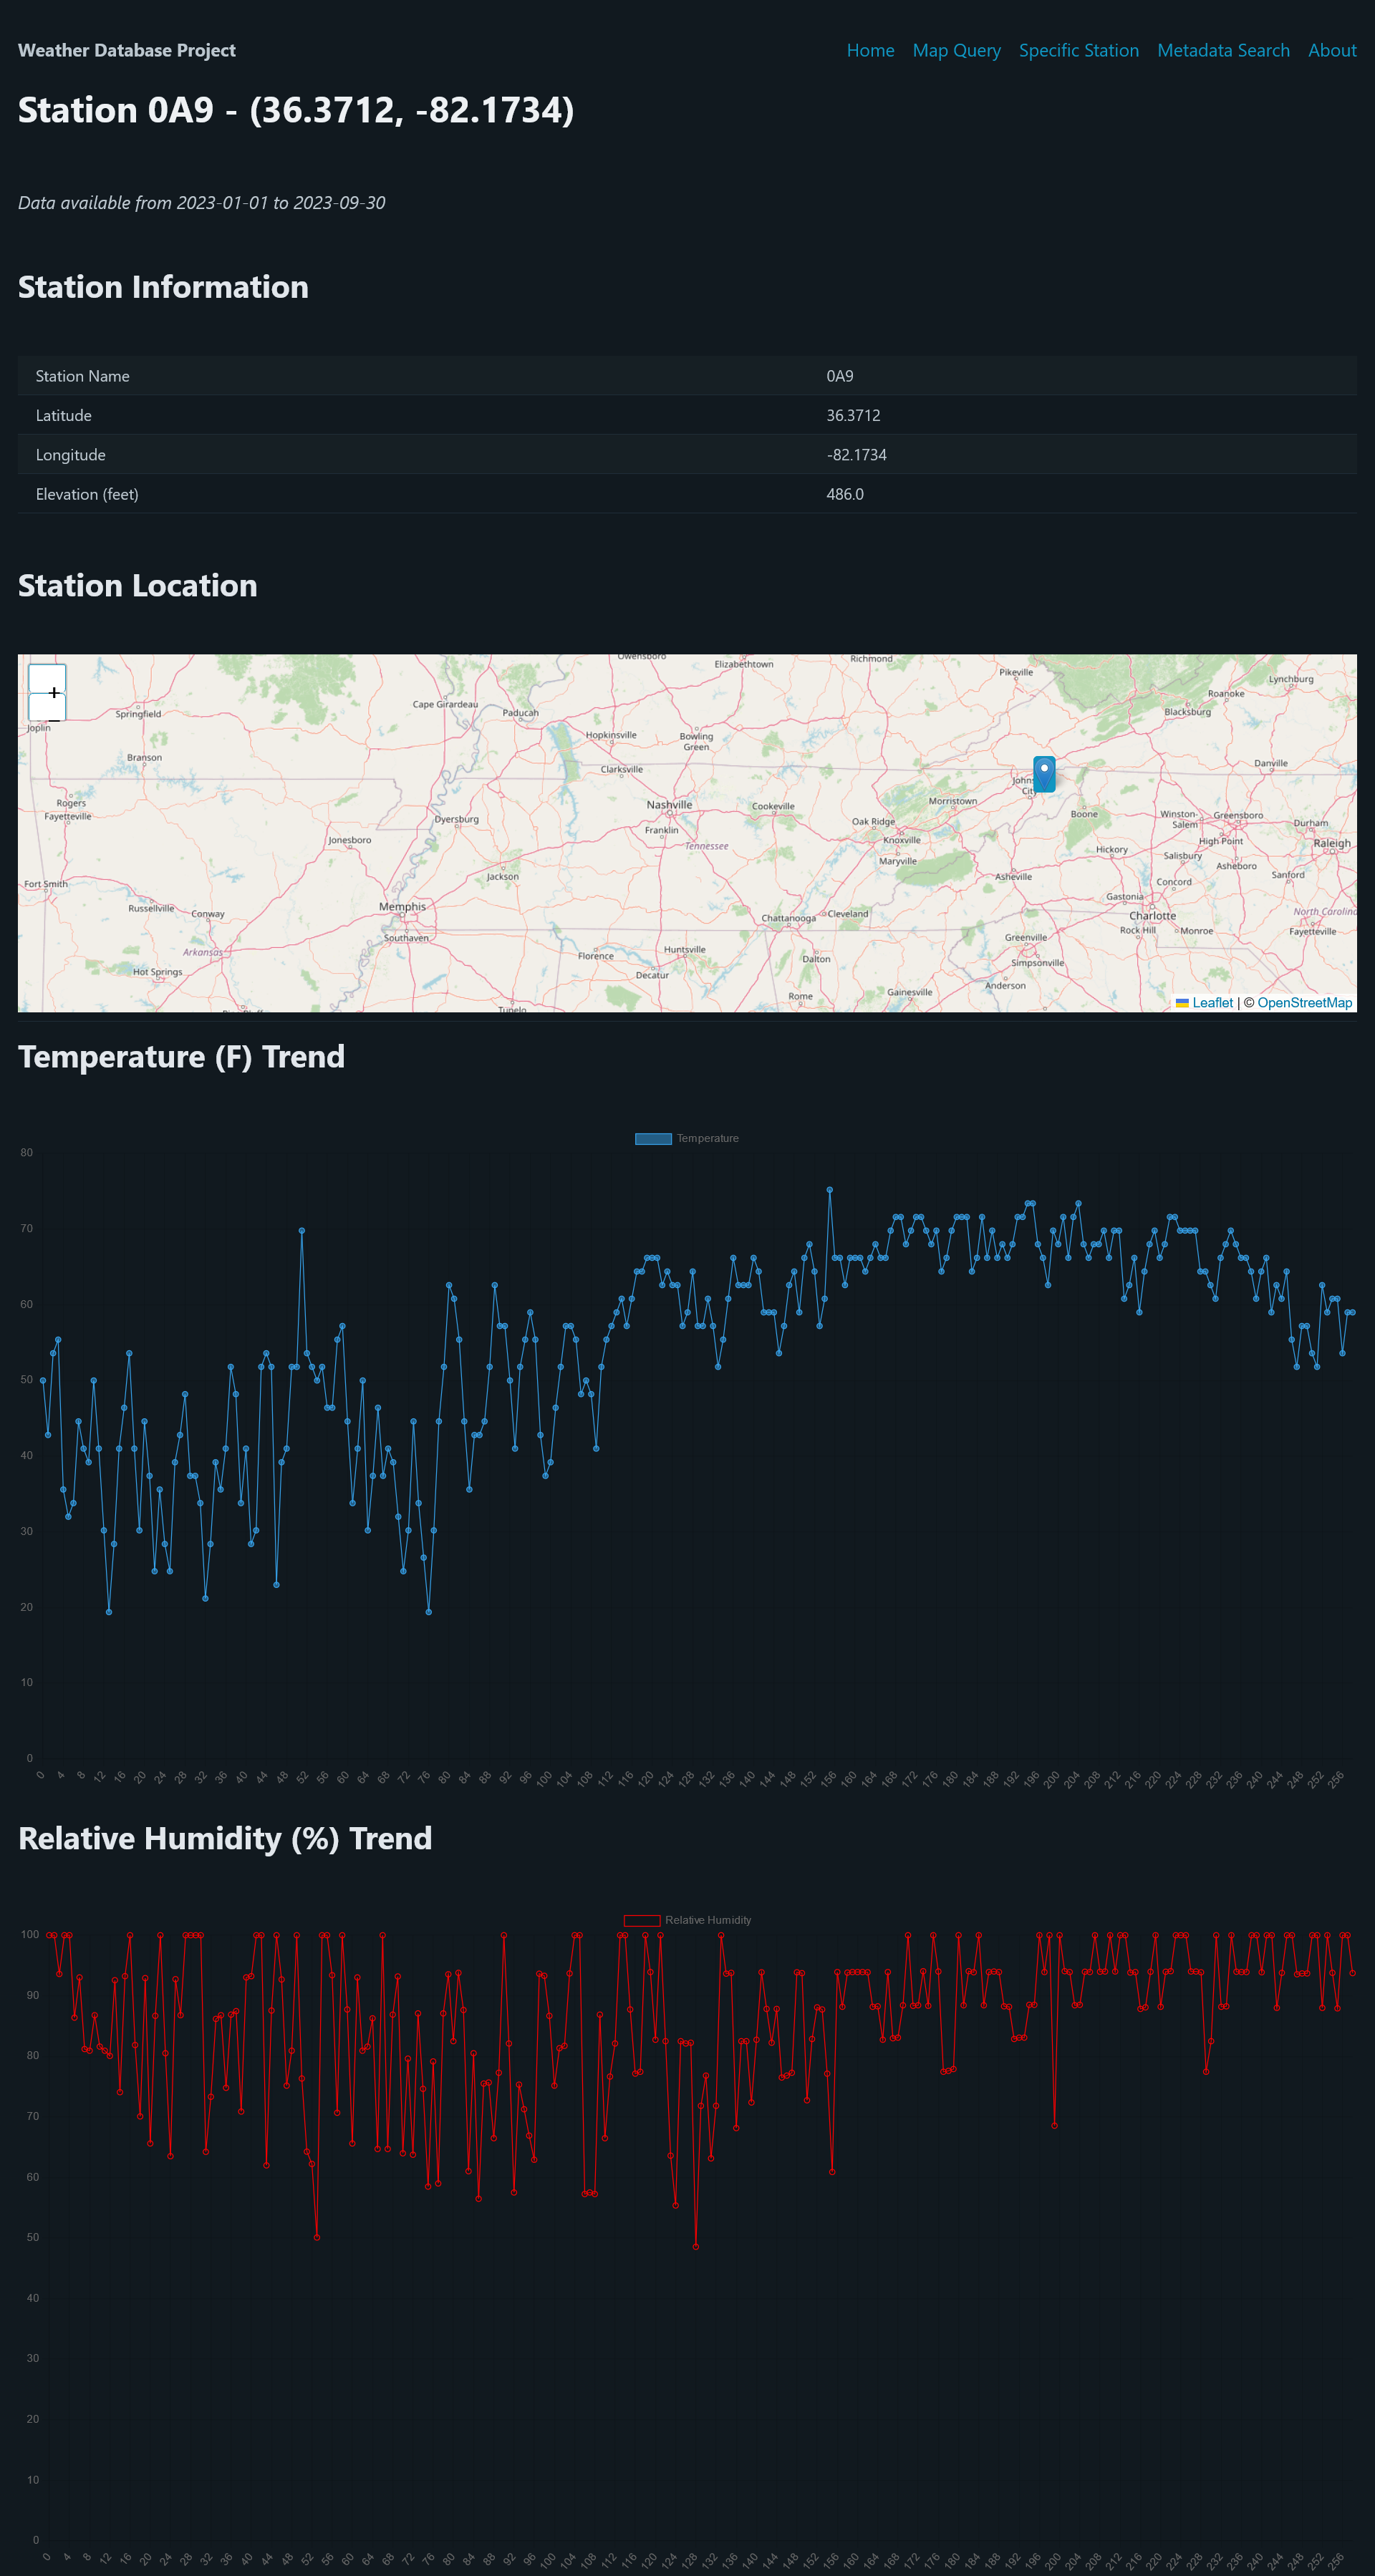 Weather Database Project Home Map Query Specific Station Metadata Search About
Station 0A9 - (36.3712, -82.1734)
Data available from 2023-01-01 to 2023-09-30
Station Information
Station Name 0A9
Latitude 36.3712
Longitude -82.1734
Elevation (feet) 486.0
Station Location
+
−
Owensboro
Elizabethtown
Richmond
Pikeville
Lynchburg
Roanoke
Blacksburg
Joplin
Springfield
Cape Girardeau
Paducah
Hopkinsville
Bowling
Green
Branson
Clarksville
Danville
Rogers
Fayetteville
Nashville
Cookeville
Morristown
Boone
Winston-
Salem
Greensboro
Durham
Raleigh
High Point
Dyersburg
Franklin
Tennessee
Oak Ridge
Knoxville
Maryville
Jonesboro
Hickory
Salisbury
Asheboro
Sanford
Concord
Fort Smith
Jackson
Asheville
Gastonia
Charlotte
Rock Hill
Monroe
Russellville
Conway
Memphis
Southaven
Chattanooga
Cleveland
North Carolina
Fayetteville
Arkansas
Florence
Huntsville
Decatur
Dalton
Greenville
Simpsonville
Hot Springs
Rome
Gainesville
Anderson
Tupelo
Leaflet | © OpenStreetMap
Temperature (F) Trend
Temperature
80
70
60
50
40
30
20
10
0
0 4 8 12 16 20 24 28 32 36 40 44 48 52 56 60 64 68 72 76 80 84 88 92 96 100 104 108 112 116 120 124 128 132 136 140 144 148 152 156 160 164 168 172 176 180 184 188 192 196 200 204 208 212 216 220 224 228 232 236 240 244 248 252 256
Relative Humidity (%) Trend
Relative Humidity
100
90
80
70
60
50
40
30
20
10
0
0 4 8 12 16 20 24 28 32 36 40 44 48 52 56 60 64 68 72 76 80 84 88 92 96 100 104 108 112 116 120 124 128 132 136 140 144 148 152 156 160 164 168 172 176 180 184 188 192 196 200 204 208 212 216 220 224 228 232 236 240 244 248 252 256